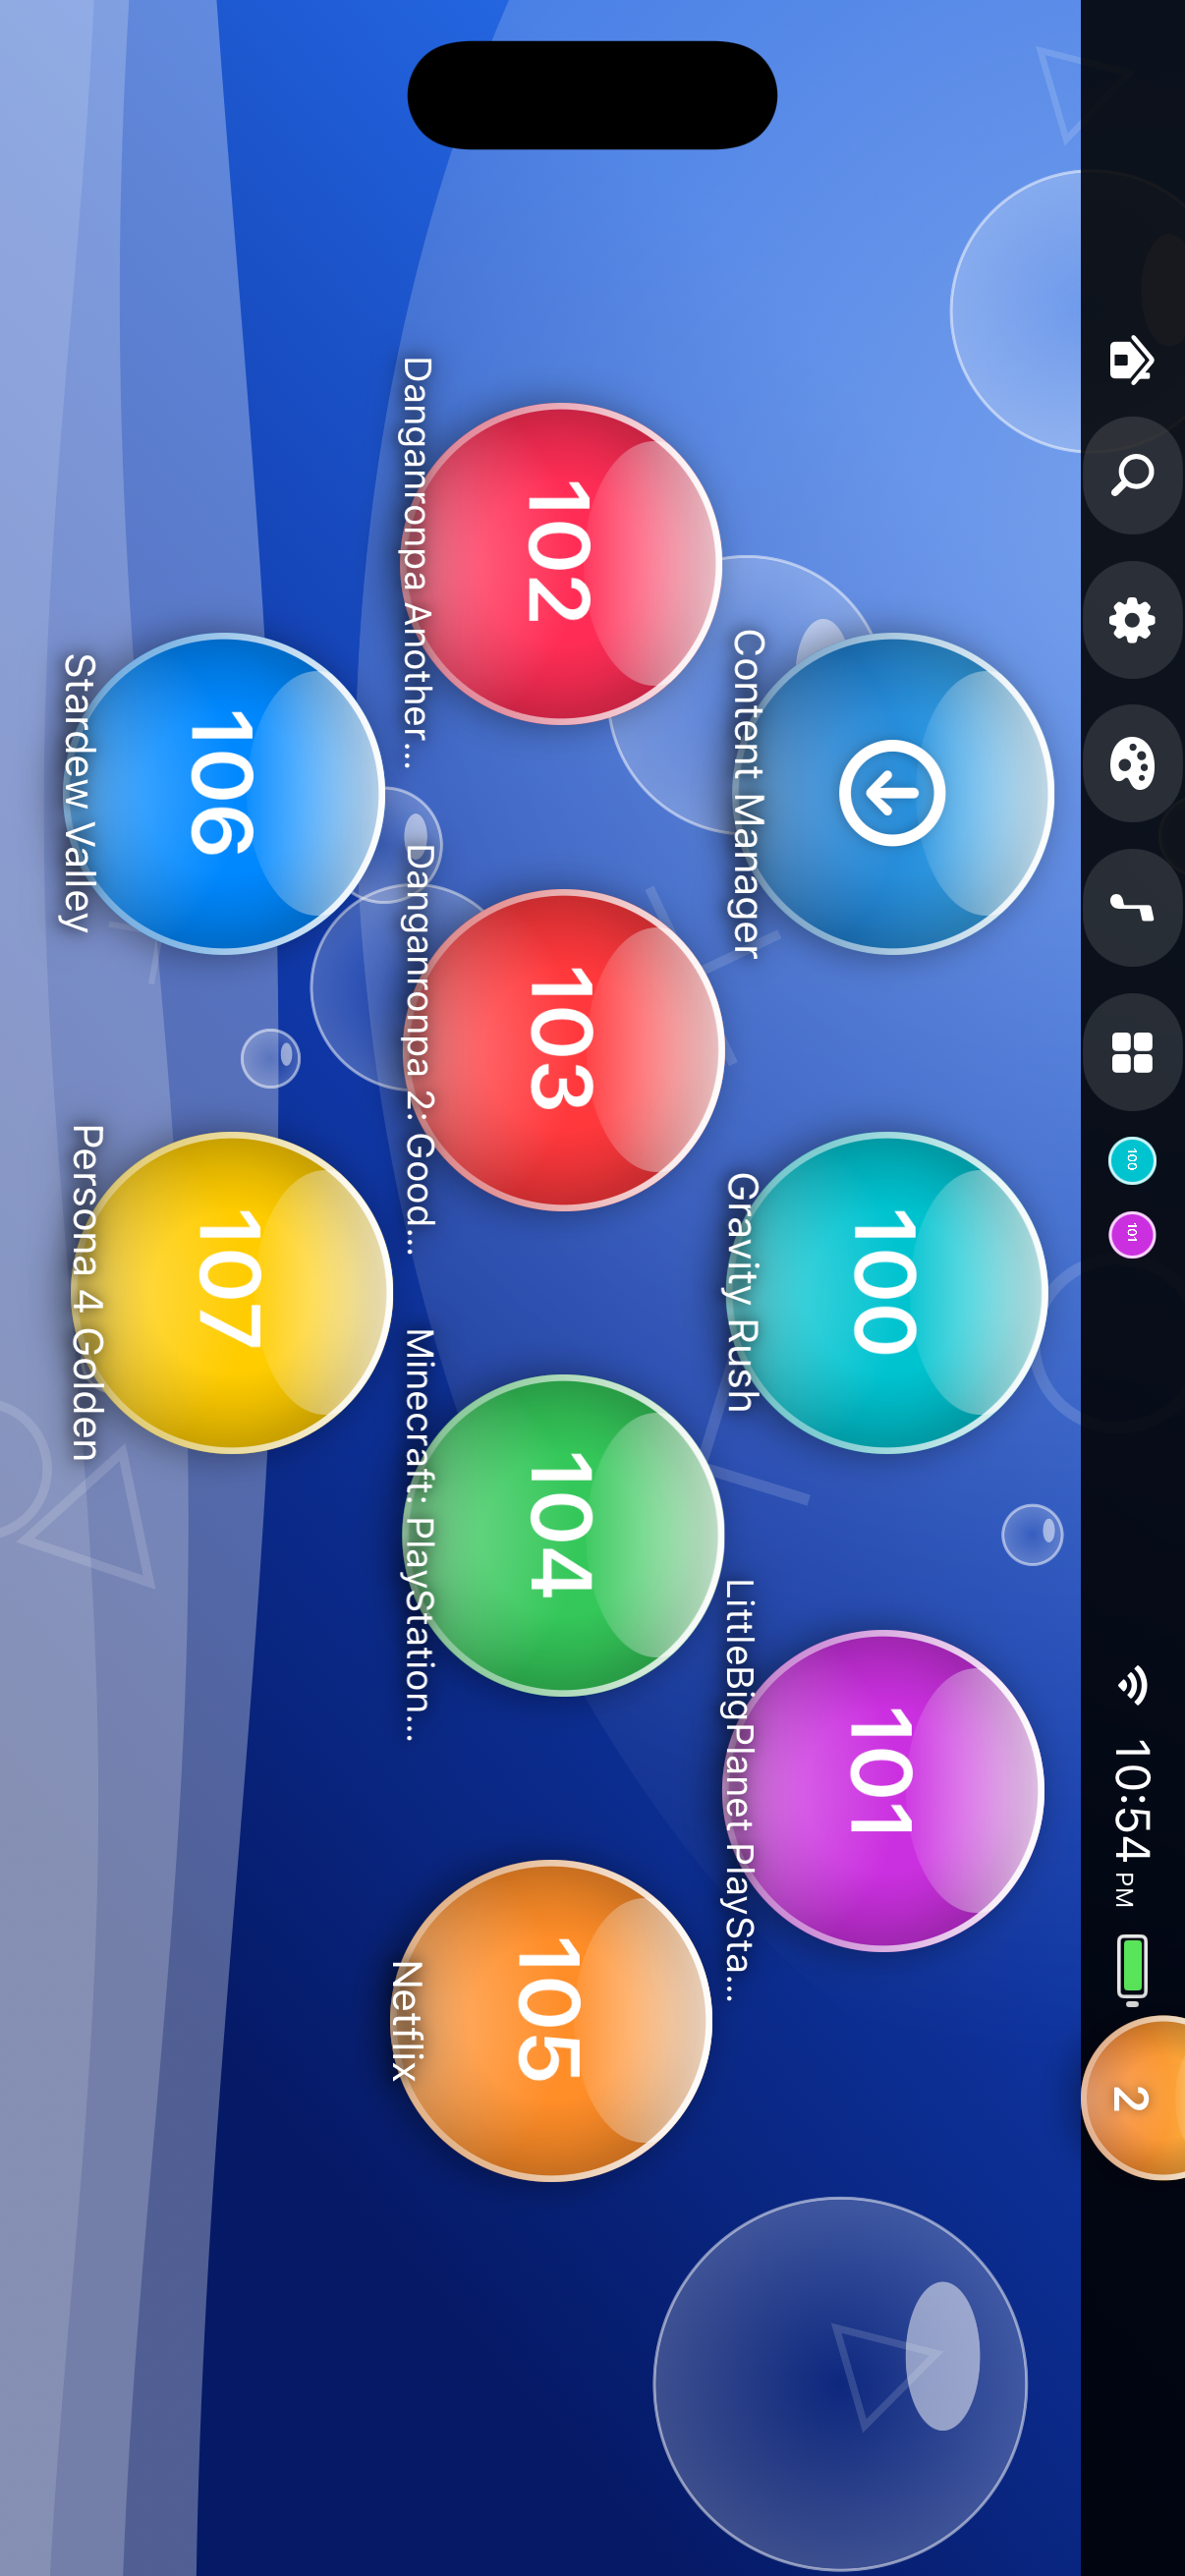 100
101
10:54 PM
2
Content Manager
100
Gravity Rush
101
LittleBigPlanet PlaySta...
102
Danganronpa Another...
103
Danganronpa 2: Good...
104
Minecraft: PlayStation...
105
Netflix
106
Stardew Valley
107
Persona 4 Golden